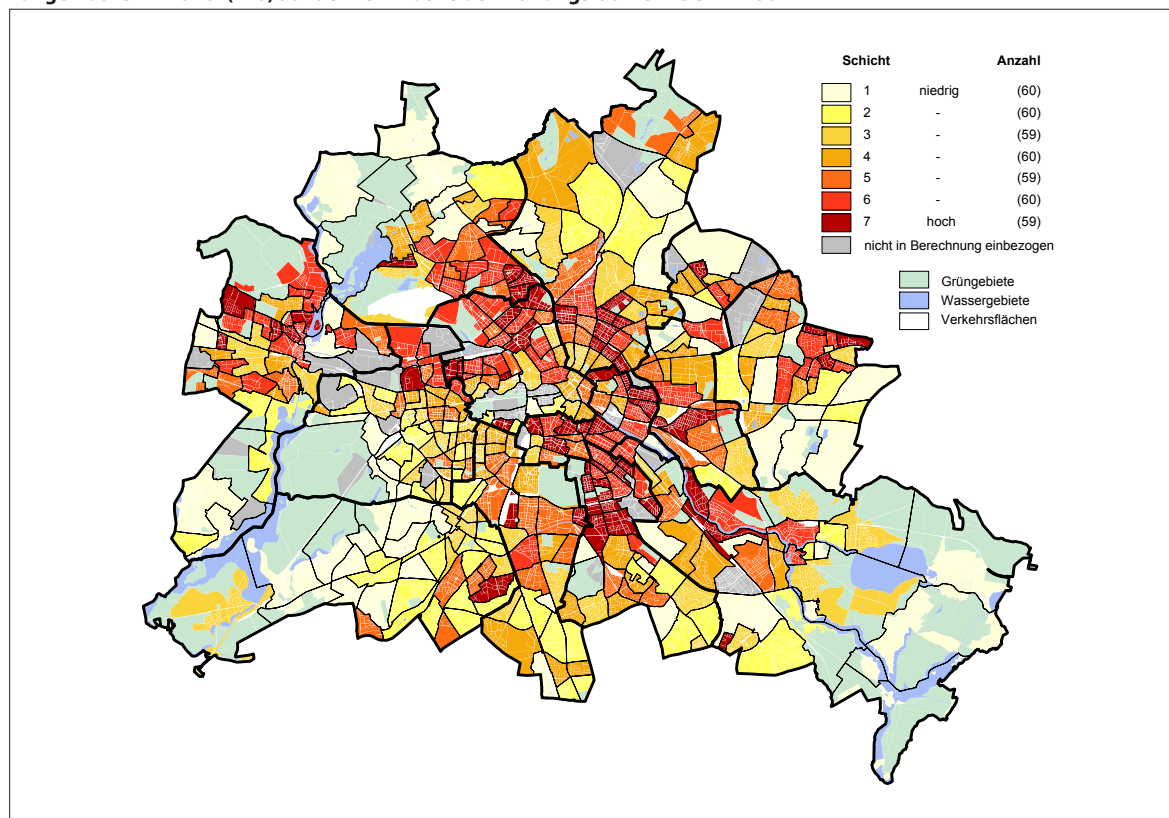 Schicht Anzahl
1 niedrig (60)
2 - (60)
3 - (59)
4 - (60)
5 - (59)
6 - (60)
7 hoch (59)
nicht in Berechnung einbezogen
Grüngebiete
Wassergebiete
Verkehrsflächen